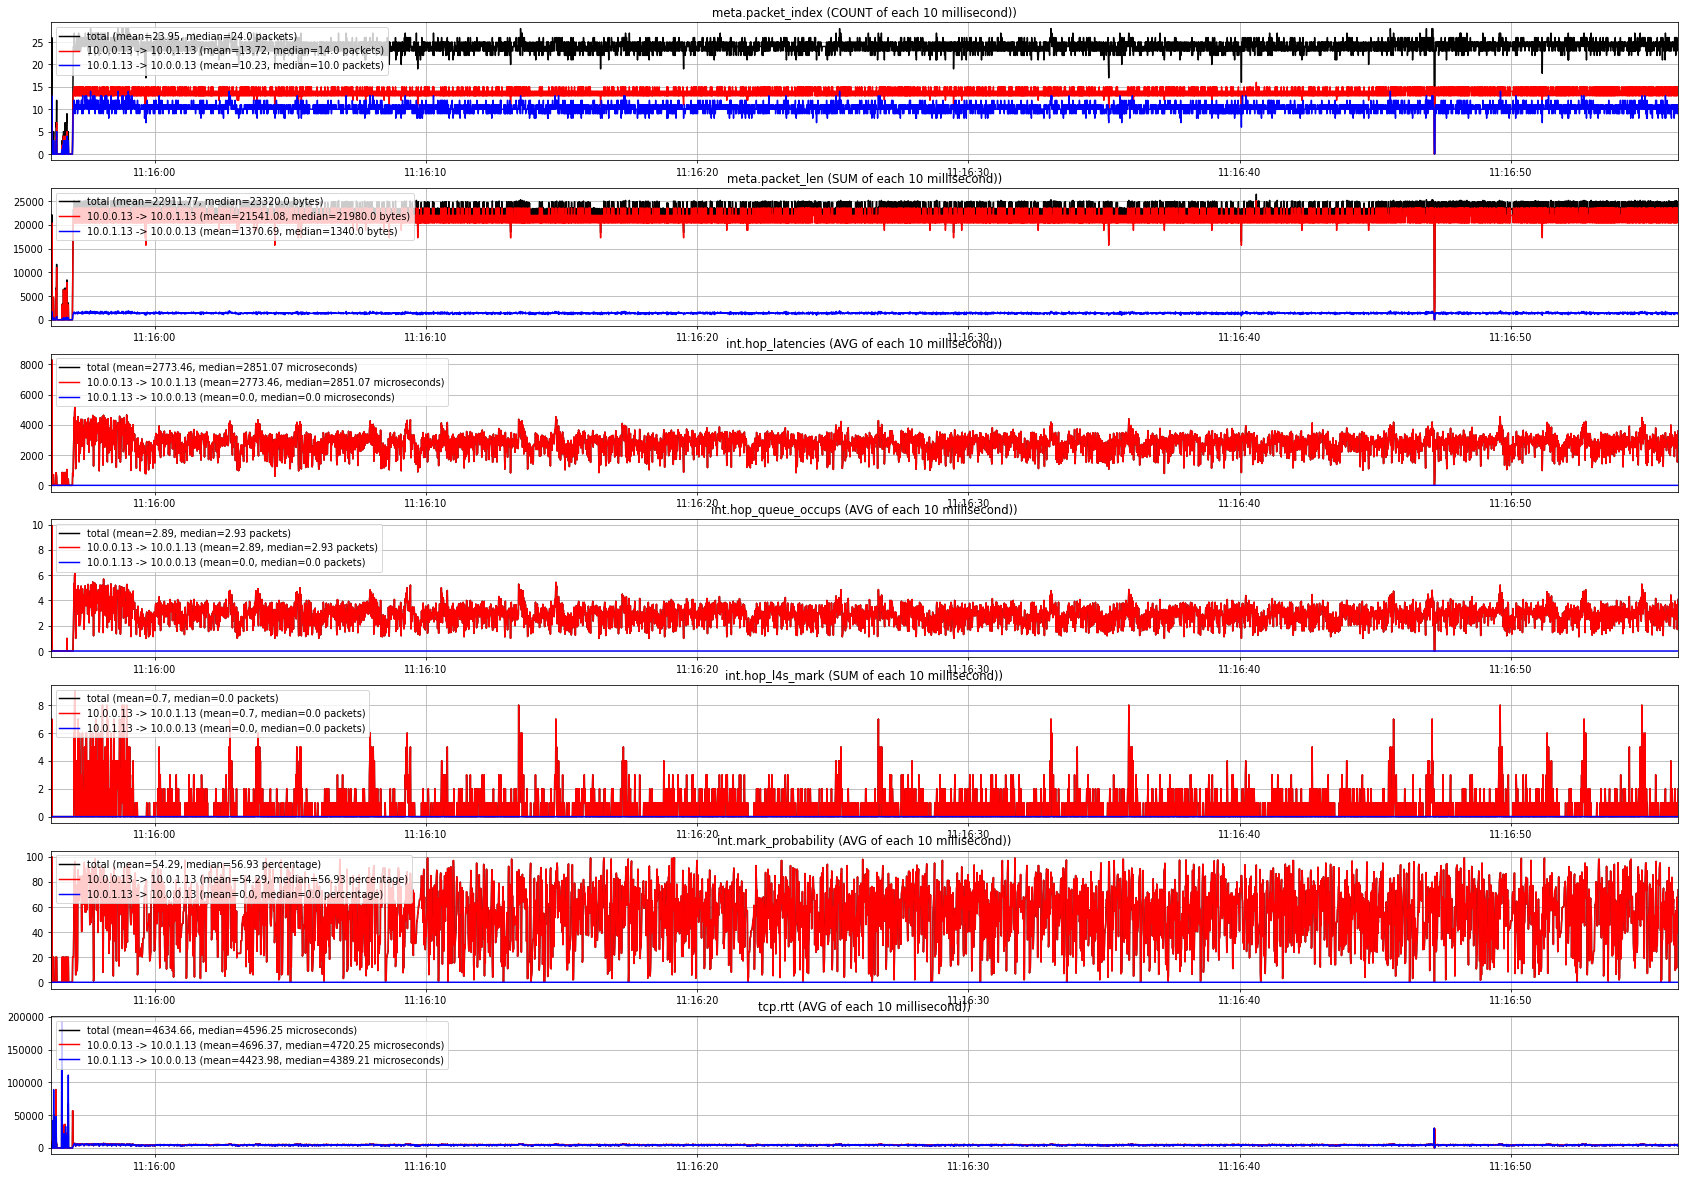 meta.packet_index (COUNT of each 10 millisecond))
total (mean=23.95, median=24.0 packets)
10.0.0.13 -> 10.0.1.13 (mean=13.72, median=14.0 packets)
10.0.1.13 -> 10.0.0.13 (mean=10.23, median=10.0 packets)
25
20
15
10
5
0
11:16:00 11:16:10 11:16:20 11:16:30 11:16:40 11:16:50
meta.packet_len (SUM of each 10 millisecond))
total (mean=22911.77, median=23320.0 bytes)
10.0.0.13 -> 10.0.1.13 (mean=21541.08, median=21980.0 bytes)
10.0.1.13 -> 10.0.0.13 (mean=1370.69, median=1340.0 bytes)
25000
20000
15000
10000
5000
0
11:16:00 11:16:10 11:16:20 11:16:30 11:16:40 11:16:50
int.hop_latencies (AVG of each 10 millisecond))
total (mean=2773.46, median=2851.07 microseconds)
10.0.0.13 -> 10.0.1.13 (mean=2773.46, median=2851.07 microseconds)
10.0.1.13 -> 10.0.0.13 (mean=0.0, median=0.0 microseconds)
8000
6000
4000
2000
0
11:16:00 11:16:10 11:16:20 11:16:30 11:16:40 11:16:50
int.hop_queue_occups (AVG of each 10 millisecond))
total (mean=2.89, median=2.93 packets)
10.0.0.13 -> 10.0.1.13 (mean=2.89, median=2.93 packets)
10.0.1.13 -> 10.0.0.13 (mean=0.0, median=0.0 packets)
10
8
6
4
2
0
11:16:00 11:16:10 11:16:20 11:16:30 11:16:40 11:16:50
int.hop_l4s_mark (SUM of each 10 millisecond))
total (mean=0.7, median=0.0 packets)
10.0.0.13 -> 10.0.1.13 (mean=0.7, median=0.0 packets)
10.0.1.13 -> 10.0.0.13 (mean=0.0, median=0.0 packets)
8
6
4
2
0
11:16:00 11:16:10 11:16:20 11:16:30 11:16:40 11:16:50
int.mark_probability (AVG of each 10 millisecond))
total (mean=54.29, median=56.93 percentage)
10.0.0.13 -> 10.0.1.13 (mean=54.29, median=56.93 percentage)
10.0.1.13 -> 10.0.0.13 (mean=0.0, median=0.0 percentage)
100
80
60
40
20
0
11:16:00 11:16:10 11:16:20 11:16:30 11:16:40 11:16:50
tcp.rtt (AVG of each 10 millisecond))
total (mean=4634.66, median=4596.25 microseconds)
10.0.0.13 -> 10.0.1.13 (mean=4696.37, median=4720.25 microseconds)
10.0.1.13 -> 10.0.0.13 (mean=4423.98, median=4389.21 microseconds)
200000
150000
100000
50000
0
11:16:00 11:16:10 11:16:20 11:16:30 11:16:40 11:16:50